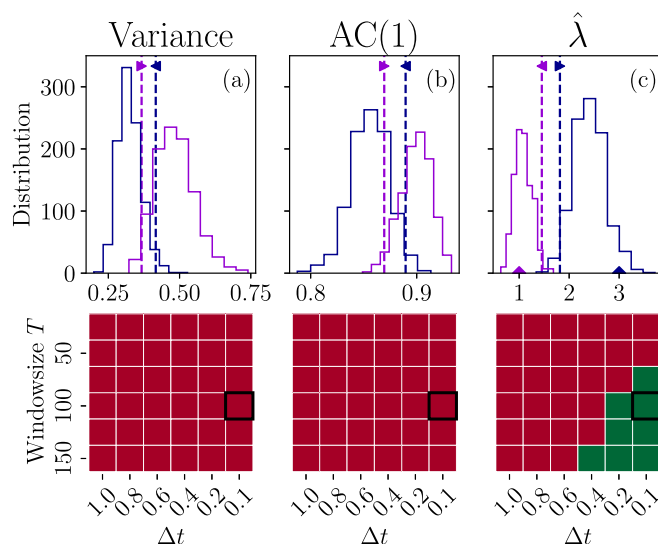 Variance AC(1) λ̂
(a) (b) (c)
Distribution
300
200
100
0
0.25 0.50 0.75 0.8 0.9 1 2 3
Windowsize T
50
100
150
1.0 0.8 0.6 0.4 0.2 0.1 1.0 0.8 0.6 0.4 0.2 0.1 1.0 0.8 0.6 0.4 0.2 0.1
Δt Δt Δt